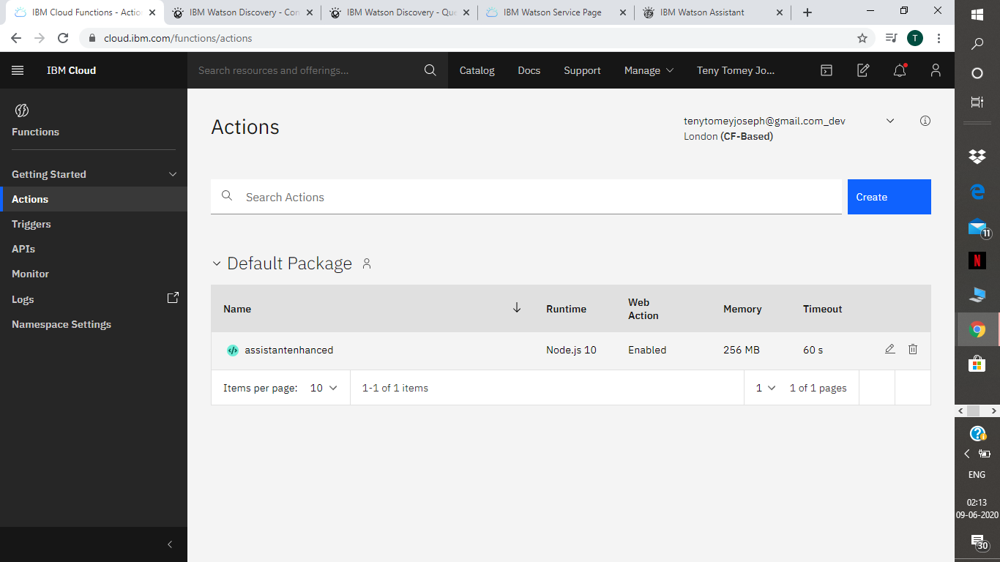 IBM Cloud Functions - Actio
IBM Watson Discovery - Con
IBM Watson Discovery - Que
IBM Watson Service Page
IBM Watson Assistant
cloud.ibm.com/functions/actions
T
IBM Cloud
Search resources and offerings...
Catalog
Docs
Support
Manage
Teny Tomey Jo...
Functions
Getting Started
Actions
Triggers
APIs
Monitor
Logs
Namespace Settings
Actions
tenytomeyjoseph@gmail.com_dev
London (CF-Based)
Search Actions
Create
Default Package
Name
Runtime
Web
Action
Memory
Timeout
assistantenhanced
Node.js 10
Enabled
256 MB
60 s
Items per page:
10
1-1 of 1 items
1
1 of 1 pages
11
N
ENG
02:13
09-06-2020
30